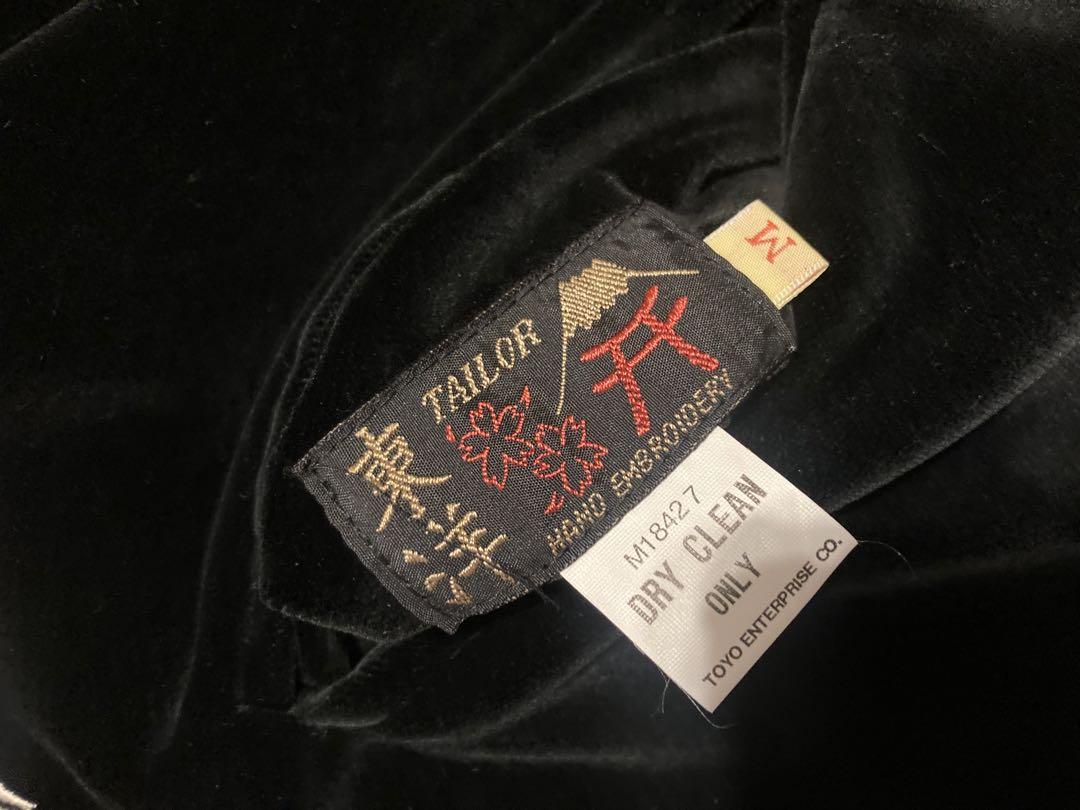 M
TAILOR
東洋
HAND EMBROIDERY
M18427
DRY CLEAN
ONLY
TOYO ENTERPRISE CO.